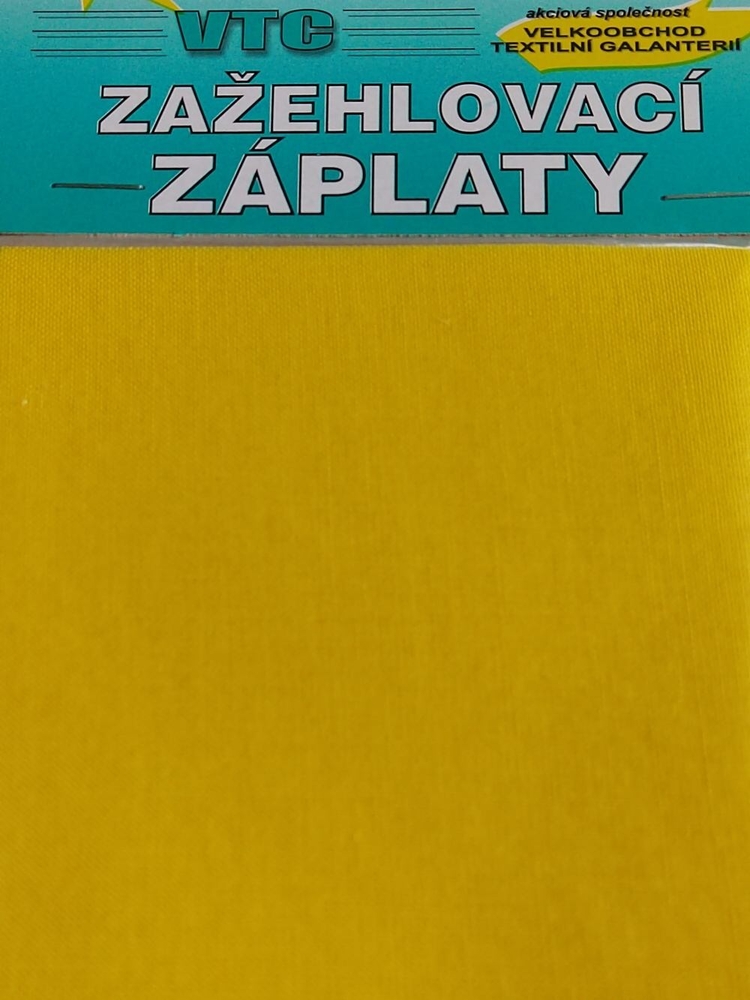 VTC
akciová společnost
VELKOOBCHOD
TEXTILNÍ GALANTERIÍ
ZAŽEHLOVACÍ
ZÁPLATY